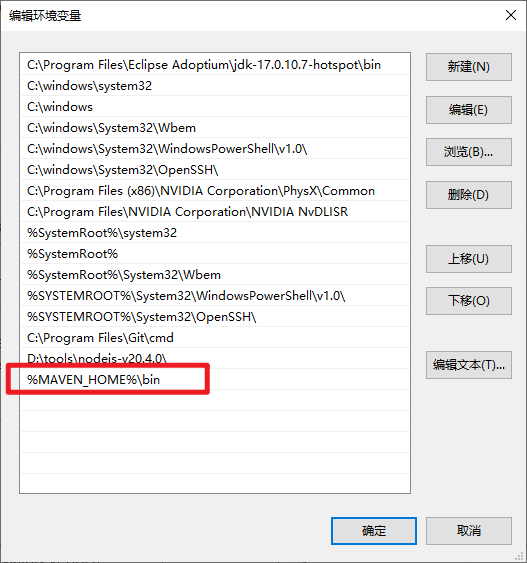 编辑环境变量
C:\Program Files\Eclipse Adoptium\jdk-17.0.10.7-hotspot\bin
C:\windows\system32
C:\windows
C:\windows\System32\Wbem
C:\windows\System32\WindowsPowerShell\v1.0\
C:\windows\System32\OpenSSH\
C:\Program Files (x86)\NVIDIA Corporation\PhysX\Common
C:\Program Files\NVIDIA Corporation\NVIDIA NvDLISR
%SystemRoot%\system32
%SystemRoot%
%SystemRoot%\System32\Wbem
%SYSTEMROOT%\System32\WindowsPowerShell\v1.0\
%SYSTEMROOT%\System32\OpenSSH\
C:\Program Files\Git\cmd
D:\tools\nodejs-v20.4.0\
%MAVEN_HOME%\bin
新建(N)
编辑(E)
浏览(B)...
删除(D)
上移(U)
下移(O)
编辑文本(T)...
确定
取消